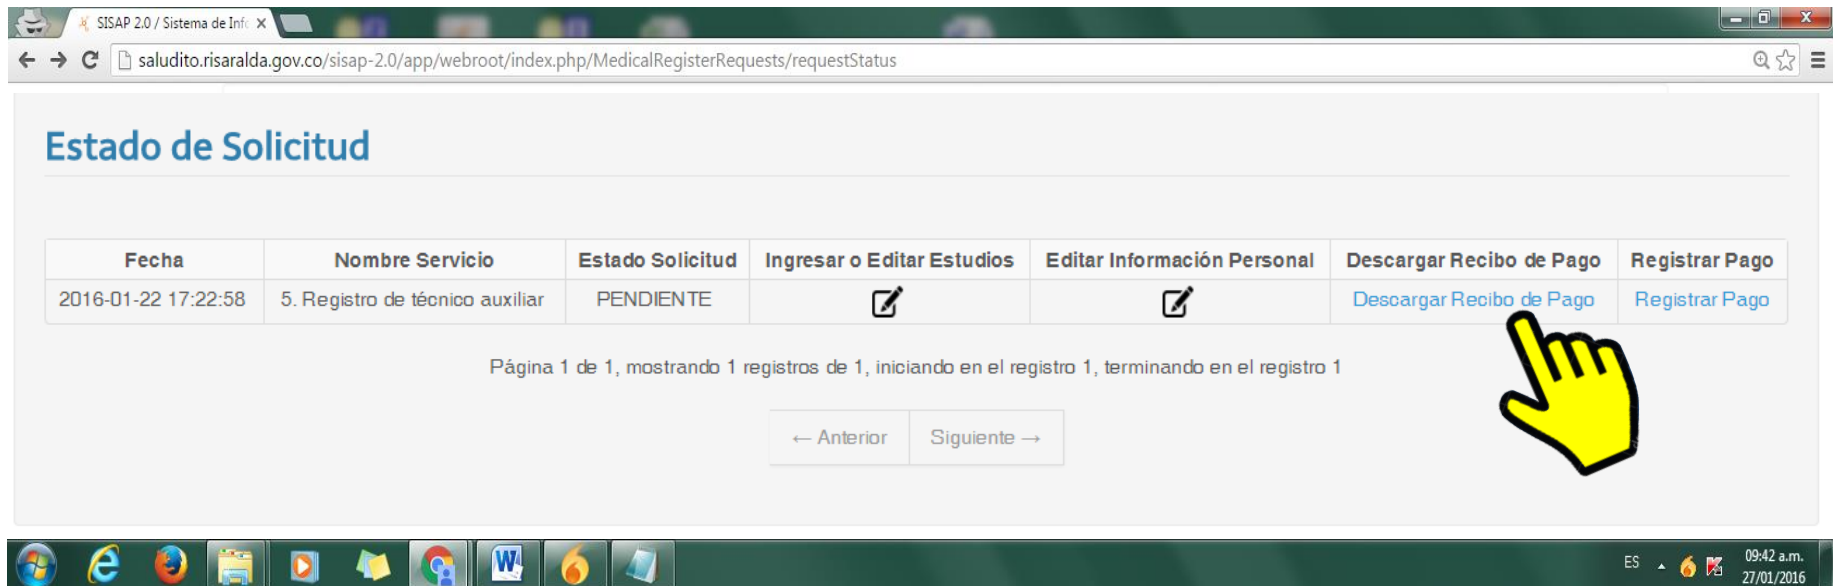 SISAP 2.0 / Sistema de Info
saludito.risaralda.gov.co/sisap-2.0/app/webroot/index.php/MedicalRegisterRequests/requestStatus
Estado de Solicitud
Fecha Nombre Servicio Estado Solicitud Ingresar o Editar Estudios Editar Información Personal Descargar Recibo de Pago Registrar Pago
2016-01-22 17:22:58 5. Registro de técnico auxiliar PENDIENTE Descargar Recibo de Pago Registrar Pago
Página 1 de 1, mostrando 1 registros de 1, iniciando en el registro 1, terminando en el registro 1
← Anterior Siguiente →
ES 09:42 a.m.
27/01/2016